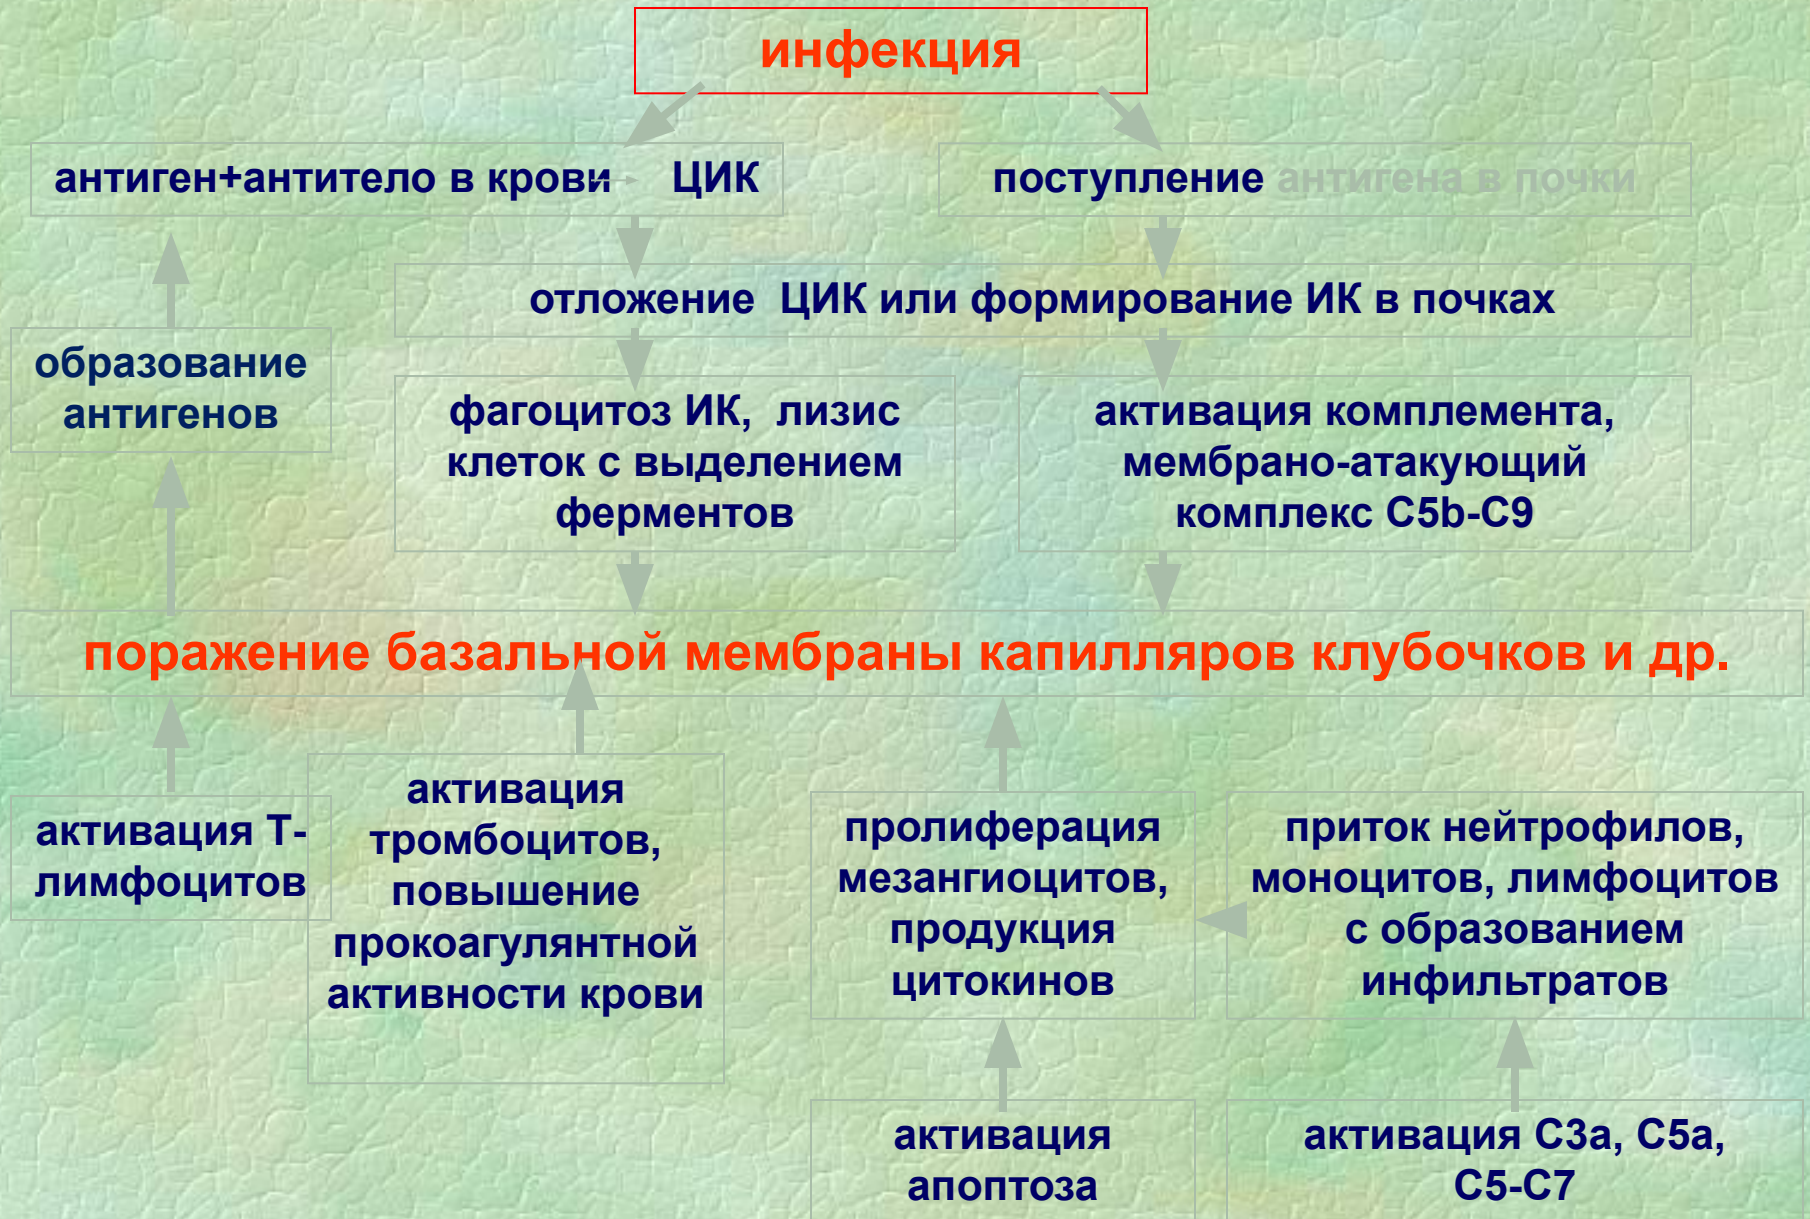 инфекция
антиген+антитело в крови ЦИК
поступление антигена в почки
отложение ЦИК или формирование ИК в почках
образование
антигенов
фагоцитоз ИК, лизис
клеток с выделением
ферментов
активация комплемента,
мембрано-атакующий
комплекс C5b-C9
поражение базальной мембраны капилляров клубочков и др.
активация Т-
лимфоцитов
активация
тромбоцитов,
повышение
прокоагулянтной
активности крови
пролиферация
мезангиоцитов,
продукция
цитокинов
приток нейтрофилов,
моноцитов, лимфоцитов
с образованием
инфильтратов
активация
апоптоза
активация С3а, С5а,
С5-С7